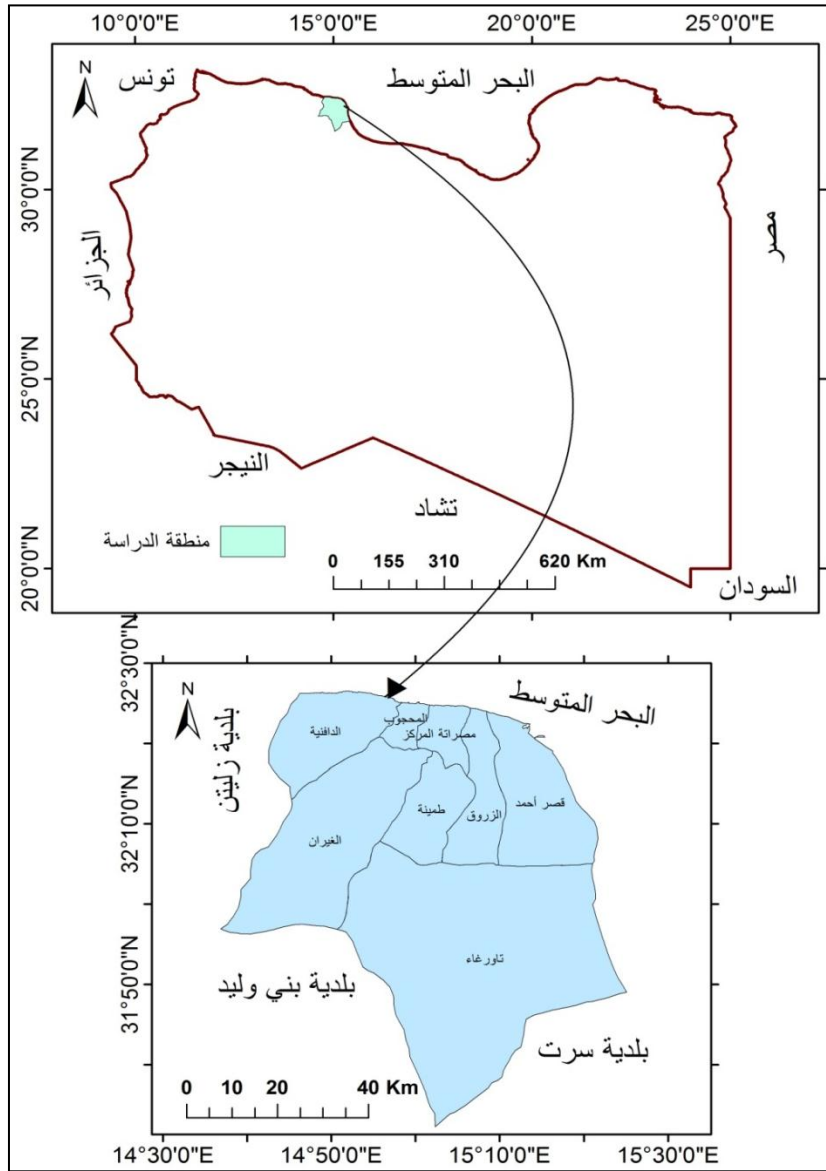 10°0'0"E 15°0'0"E 20°0'0"E 25°0'0"E
N
تونس
البحر المتوسط
30°0'0"N
الجزائر
مصر
25°0'0"N
النيجر
تشاد
منطقة الدراسة
0 155 310 620 Km
20°0'0"N
السودان
32°30'0"N
N
البحر المتوسط
بلدية زليتن
المحجوب
الدافنية
مصراتة المركز
قصر أحمد
32°10'0"N
طمينة
الزروق
الغيران
تاورغاء
31°50'0"N
بلدية بني وليد
بلدية سرت
0 10 20 40 Km
14°30'0"E 14°50'0"E 15°10'0"E 15°30'0"E